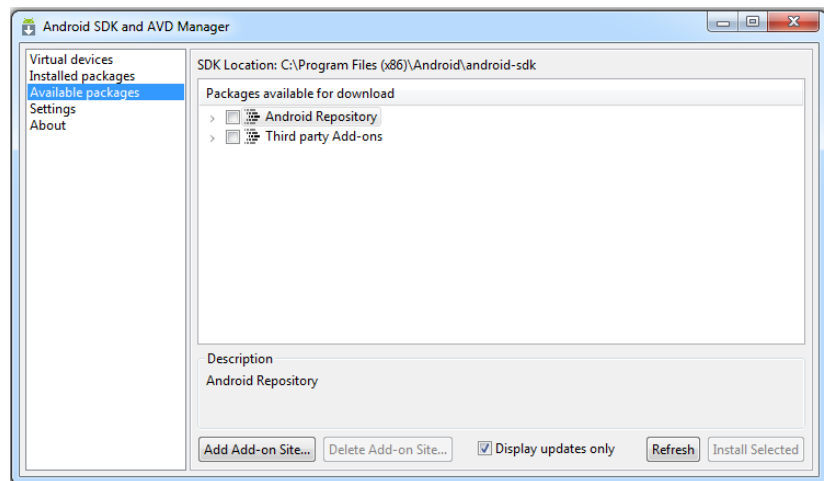 Android SDK and AVD Manager
Virtual devices
Installed packages
Available packages
Settings
About
SDK Location: C:\Program Files (x86)\Android\android-sdk
Packages available for download
Android Repository
Third party Add-ons
Description
Android Repository
Add Add-on Site... Delete Add-on Site... Display updates only Refresh Install Selected